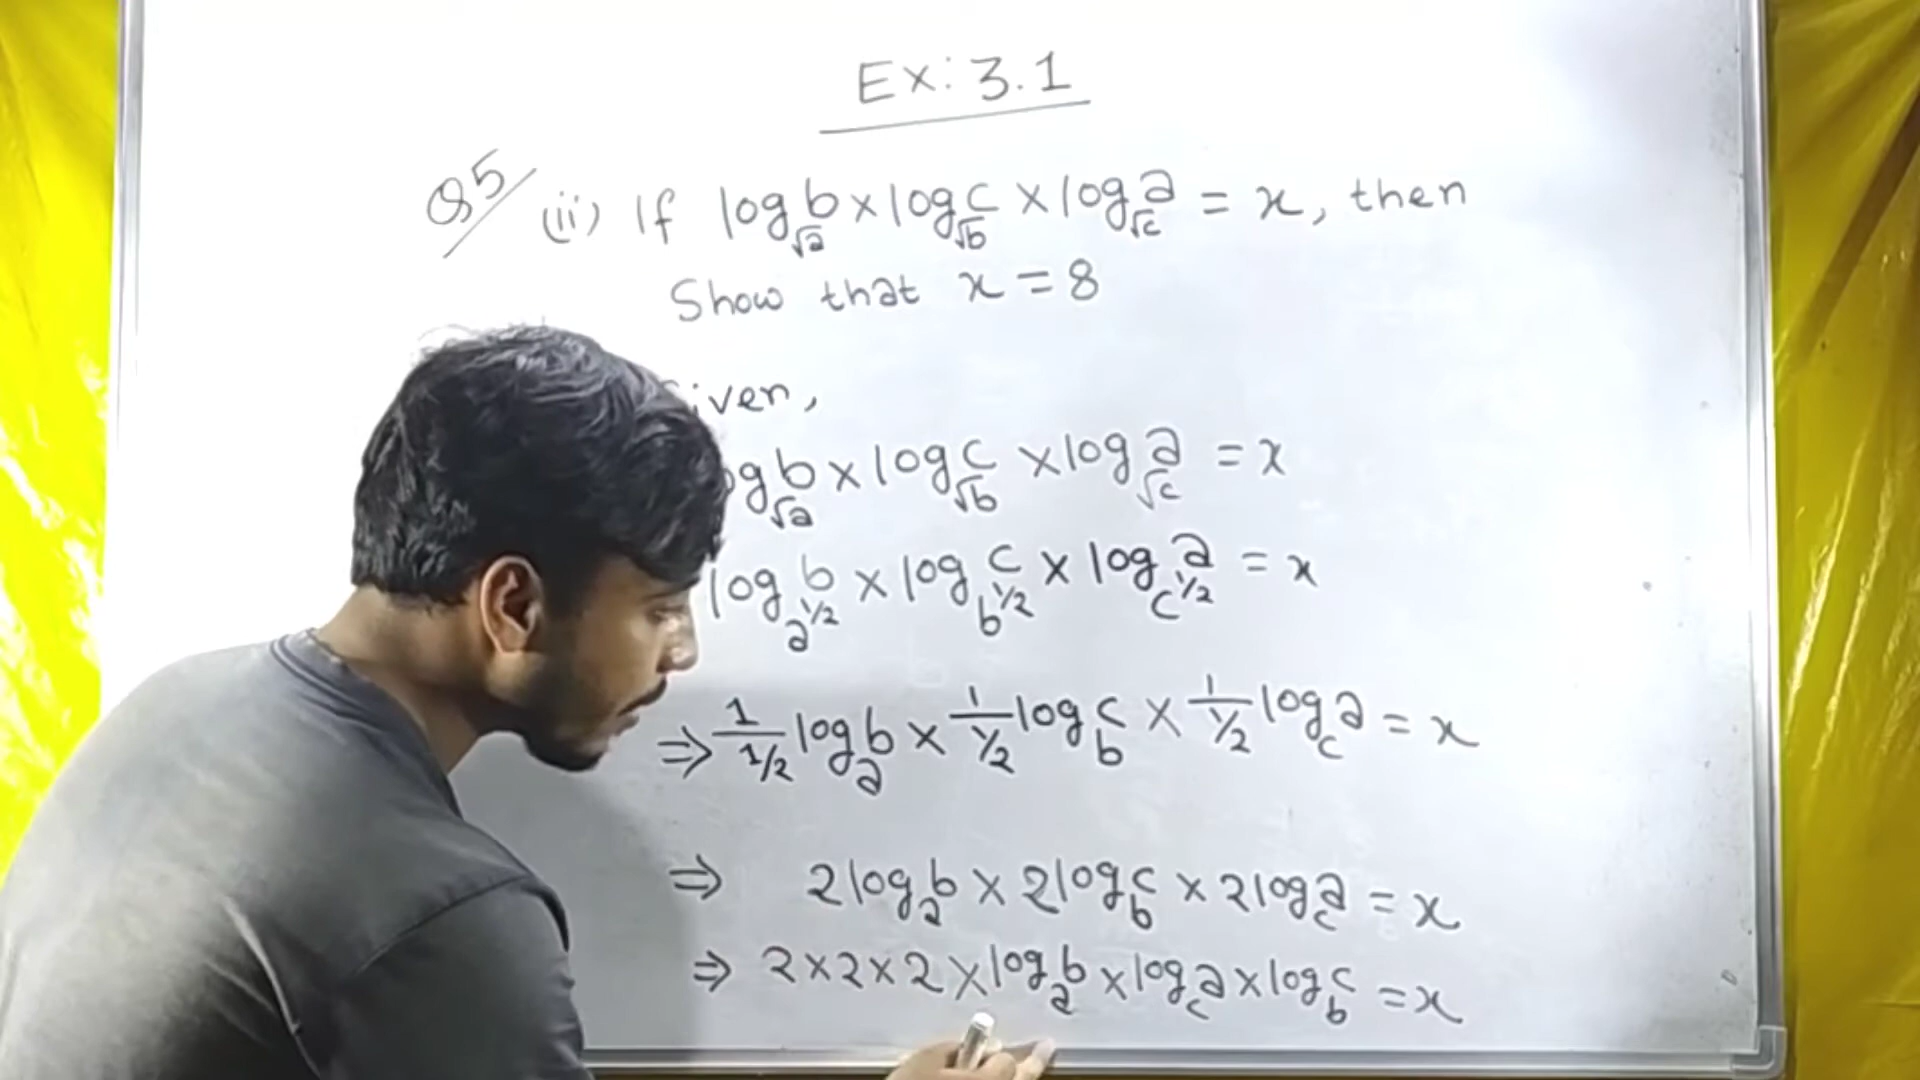 Ex: 3.1
Q5 (ii) If log_√a b × log_√b c × log_√c a = x, then
Show that x = 8
log_√a b × log_√b c × log_√c a = x
log_a^1/2 b × log_b^1/2 c × log_c^1/2 a = x
⇒ 1/(1/2) log_a b × 1/(1/2) log_b c × 1/(1/2) log_c a = x
⇒ 2log_a b × 2log_b c × 2log_c a = x
⇒ 2×2×2 × log_a b × log_c a × log_b c = x